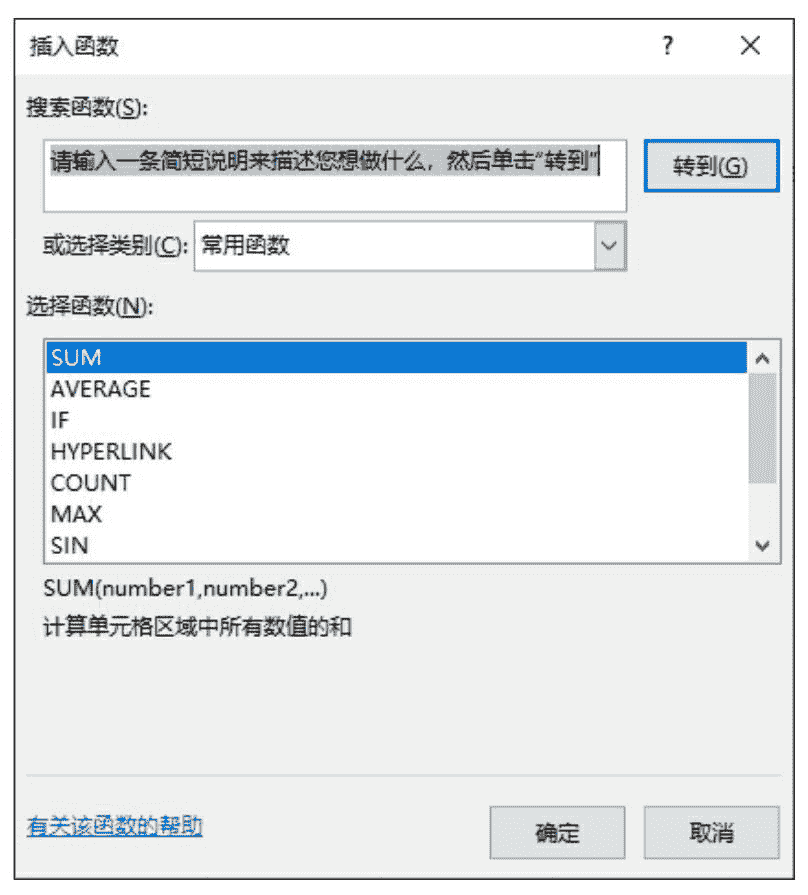 插入函数 ?
搜索函数(S):
请输入一条简短说明来描述您想做什么，然后单击"转到"
转到(G)
或选择类别(C): 常用函数
选择函数(N):
SUM
AVERAGE
IF
HYPERLINK
COUNT
MAX
SIN
SUM(number1,number2,...)
计算单元格区域中所有数值的和
有关该函数的帮助
确定 取消